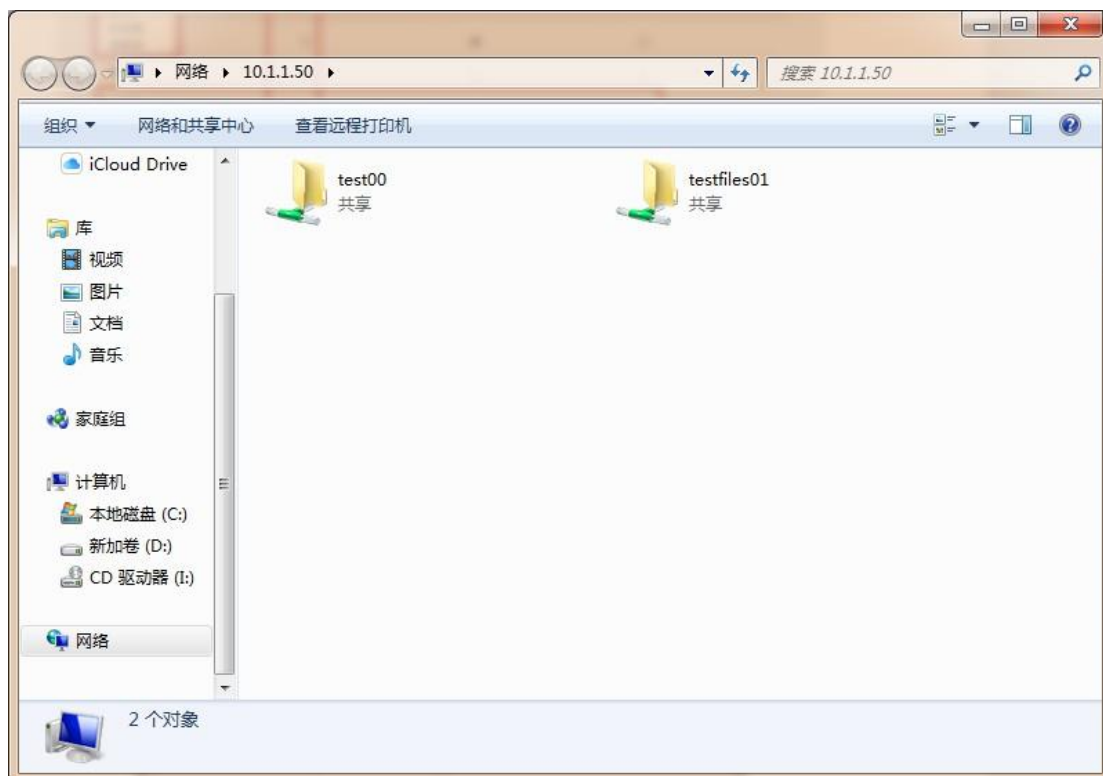 网络 10.1.1.50
搜索 10.1.1.50
组织 网络和共享中心 查看远程打印机
iCloud Drive
库
视频
图片
文档
音乐
家庭组
计算机
本地磁盘 (C:)
新加卷 (D:)
CD 驱动器 (I:)
网络
test00
共享
testfiles01
共享
2 个对象